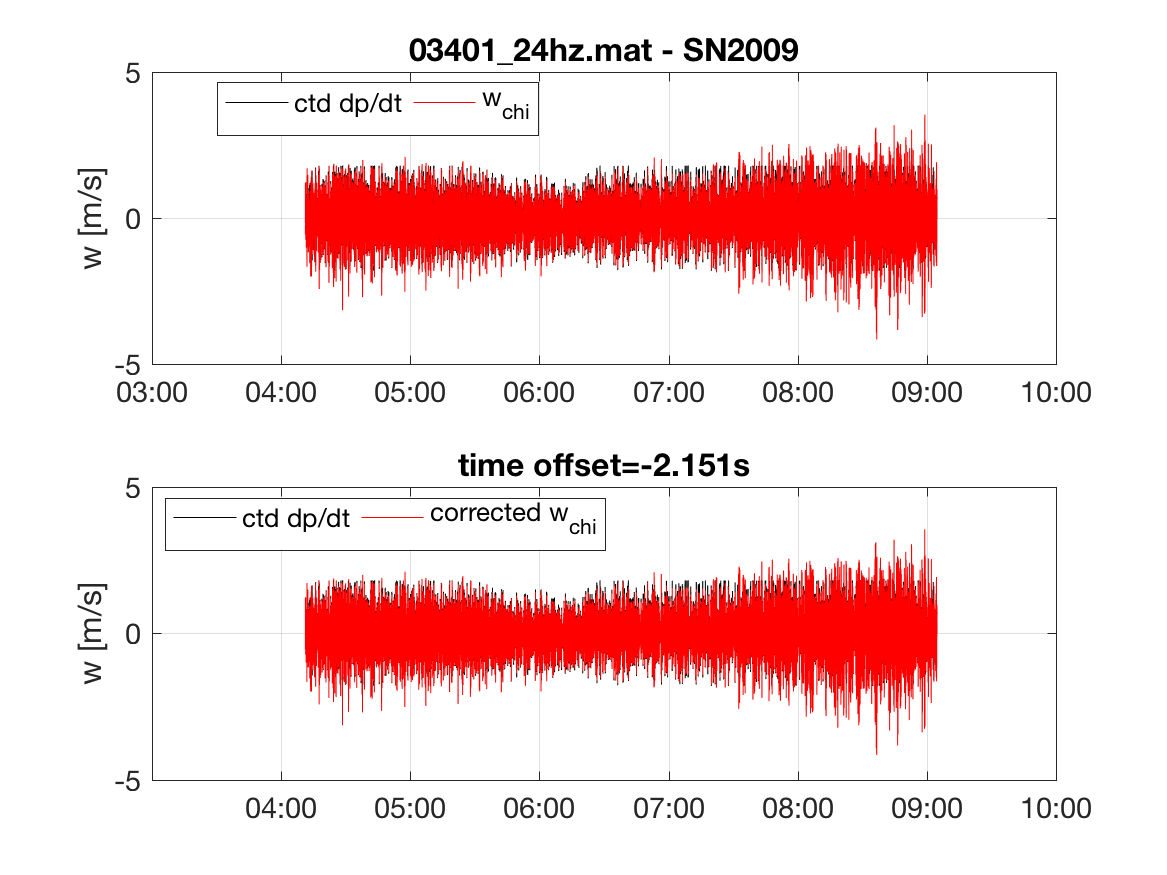 03401_24hz.mat - SN2009
5
ctd dp/dt w_chi
w [m/s]
0
-5
03:00 04:00 05:00 06:00 07:00 08:00 09:00 10:00
time offset=-2.151s
5
ctd dp/dt corrected w_chi
w [m/s]
0
-5
04:00 05:00 06:00 07:00 08:00 09:00 10:00